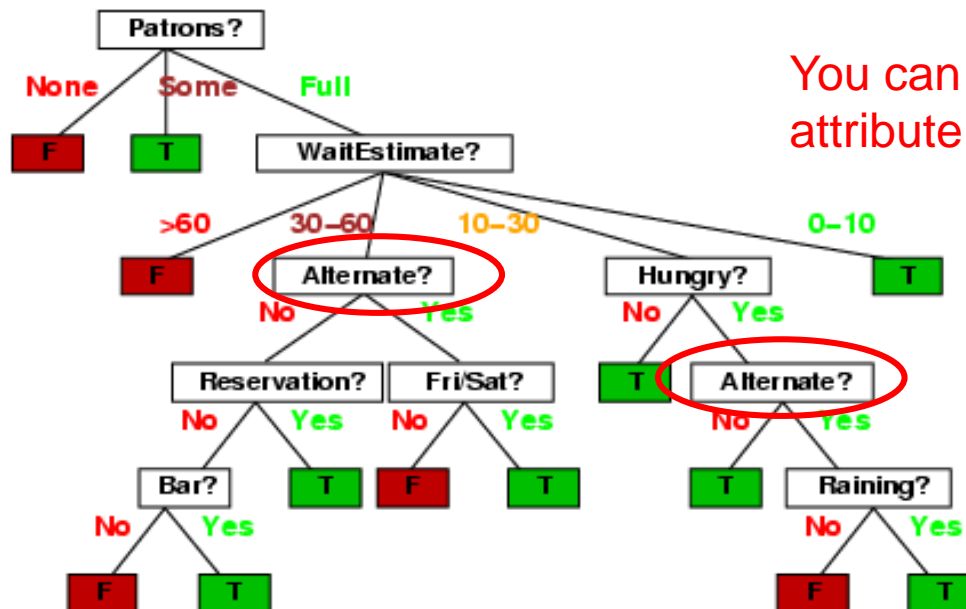 Patrons?
You can
attribute
None Some Full
F T WaitEstimate?
>60 30–60 10–30 0–10
F Alternate? Hungry? T
No Yes No Yes
Reservation? Fri/Sat? T Alternate?
No Yes No Yes No Yes
Bar? T F T T Raining?
No Yes No Yes
F T F T